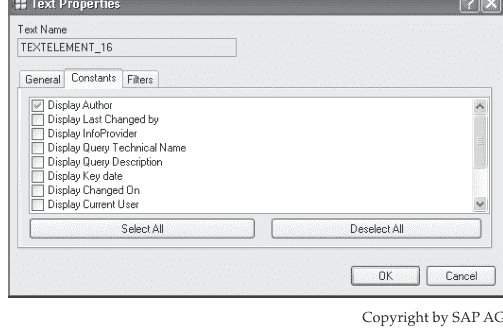 Text Properties
Text Name
TEXTELEMENT_16
General Constants Filters
Display Author
Display Last Changed by
Display InfoProvider
Display Query Technical Name
Display Query Description
Display Key date
Display Changed On
Display Current User
Select All Deselect All
OK Cancel
Copyright by SAP AG